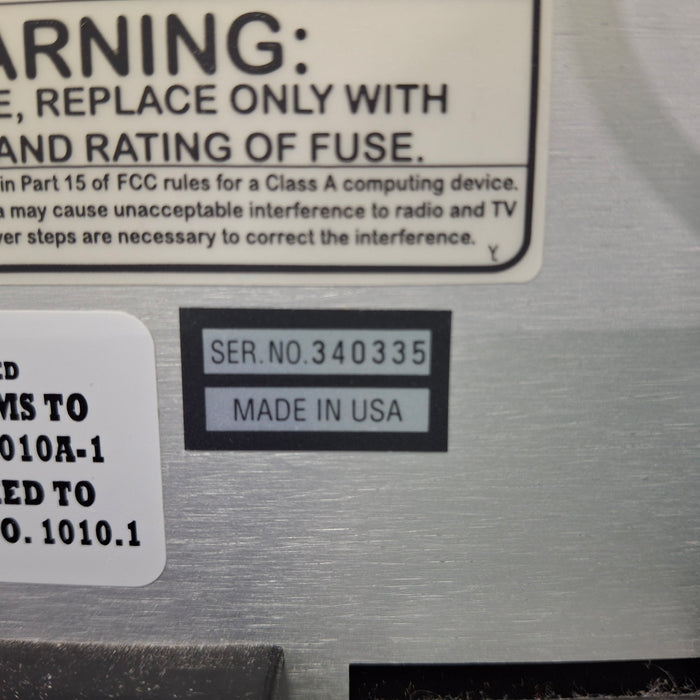 ARNING:
E, REPLACE ONLY WITH
AND RATING OF FUSE.
in Part 15 of FCC rules for a Class A computing device.
a may cause unacceptable interference to radio and TV
er steps are necessary to correct the interference.
Y
SER.NO.340335
MADE IN USA
ED
MS TO
010A-1
ED TO
O. 1010.1